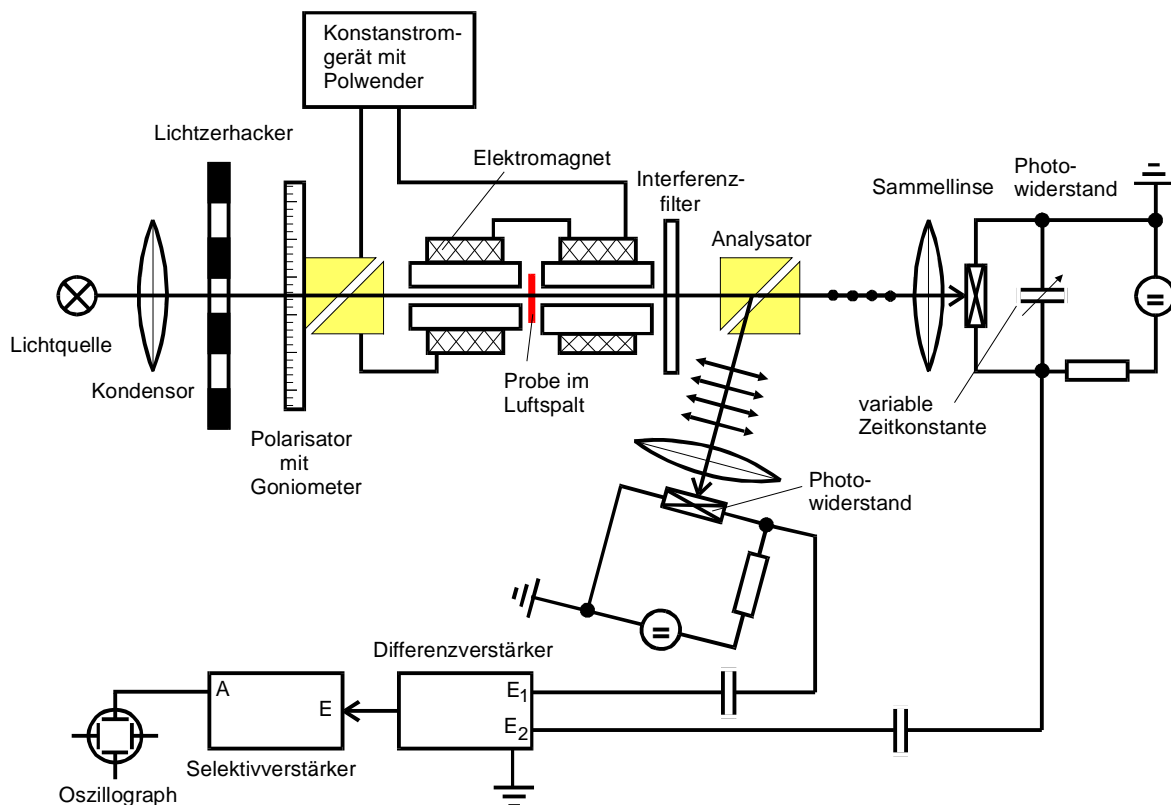 Konstanstrom-
gerät mit
Polwender
Lichtzerhacker
Elektromagnet
Interferenz-
filter
Sammellinse
Photo-
widerstand
Analysator
Lichtquelle
Kondensor
Probe im
Luftspalt
variable
Zeitkonstante
Polarisator
mit
Goniometer
Photo-
widerstand
Differenzverstärker
A
E
E1
E2
Selektivverstärker
Oszillograph